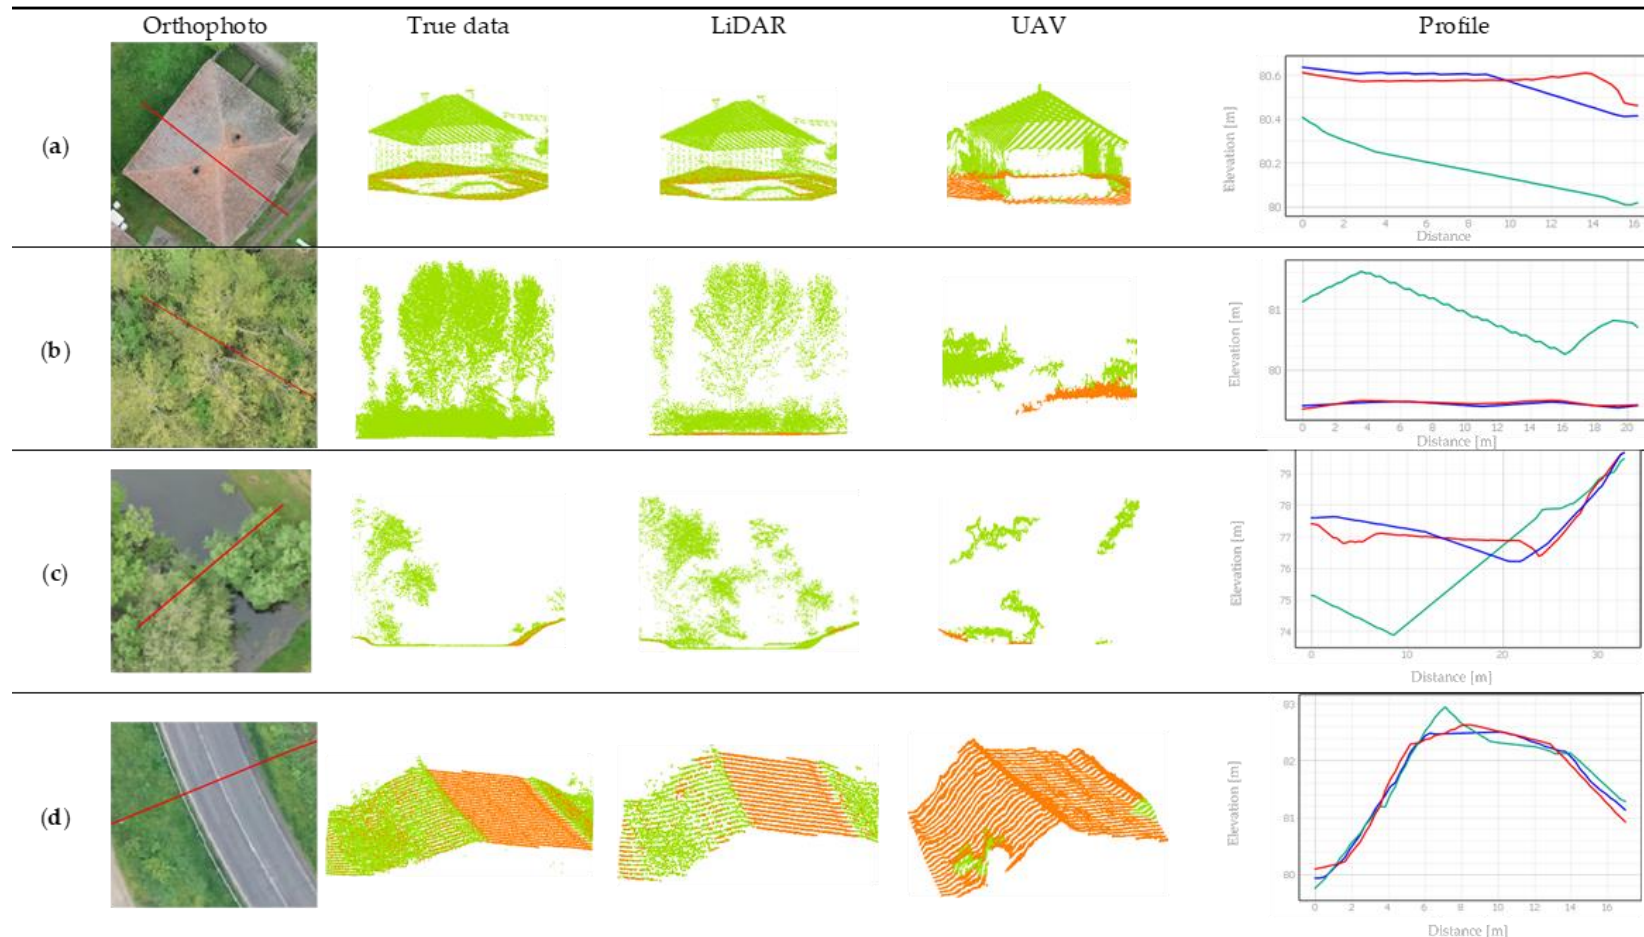 Orthophoto True data LiDAR UAV Profile
(a)
Elevation [m]
80.6
80.4
80.2
80
0 2 4 6 8 10 12 14 16
Distance
(b)
Elevation [m]
81
80
0 2 4 6 8 10 12 14 16 18 20
Distance [m]
(c)
Elevation [m]
79
78
77
76
75
74
0 10 20 30
Distance [m]
(d)
Elevation [m]
83
82
81
80
0 2 4 6 8 10 12 14 16
Distance [m]